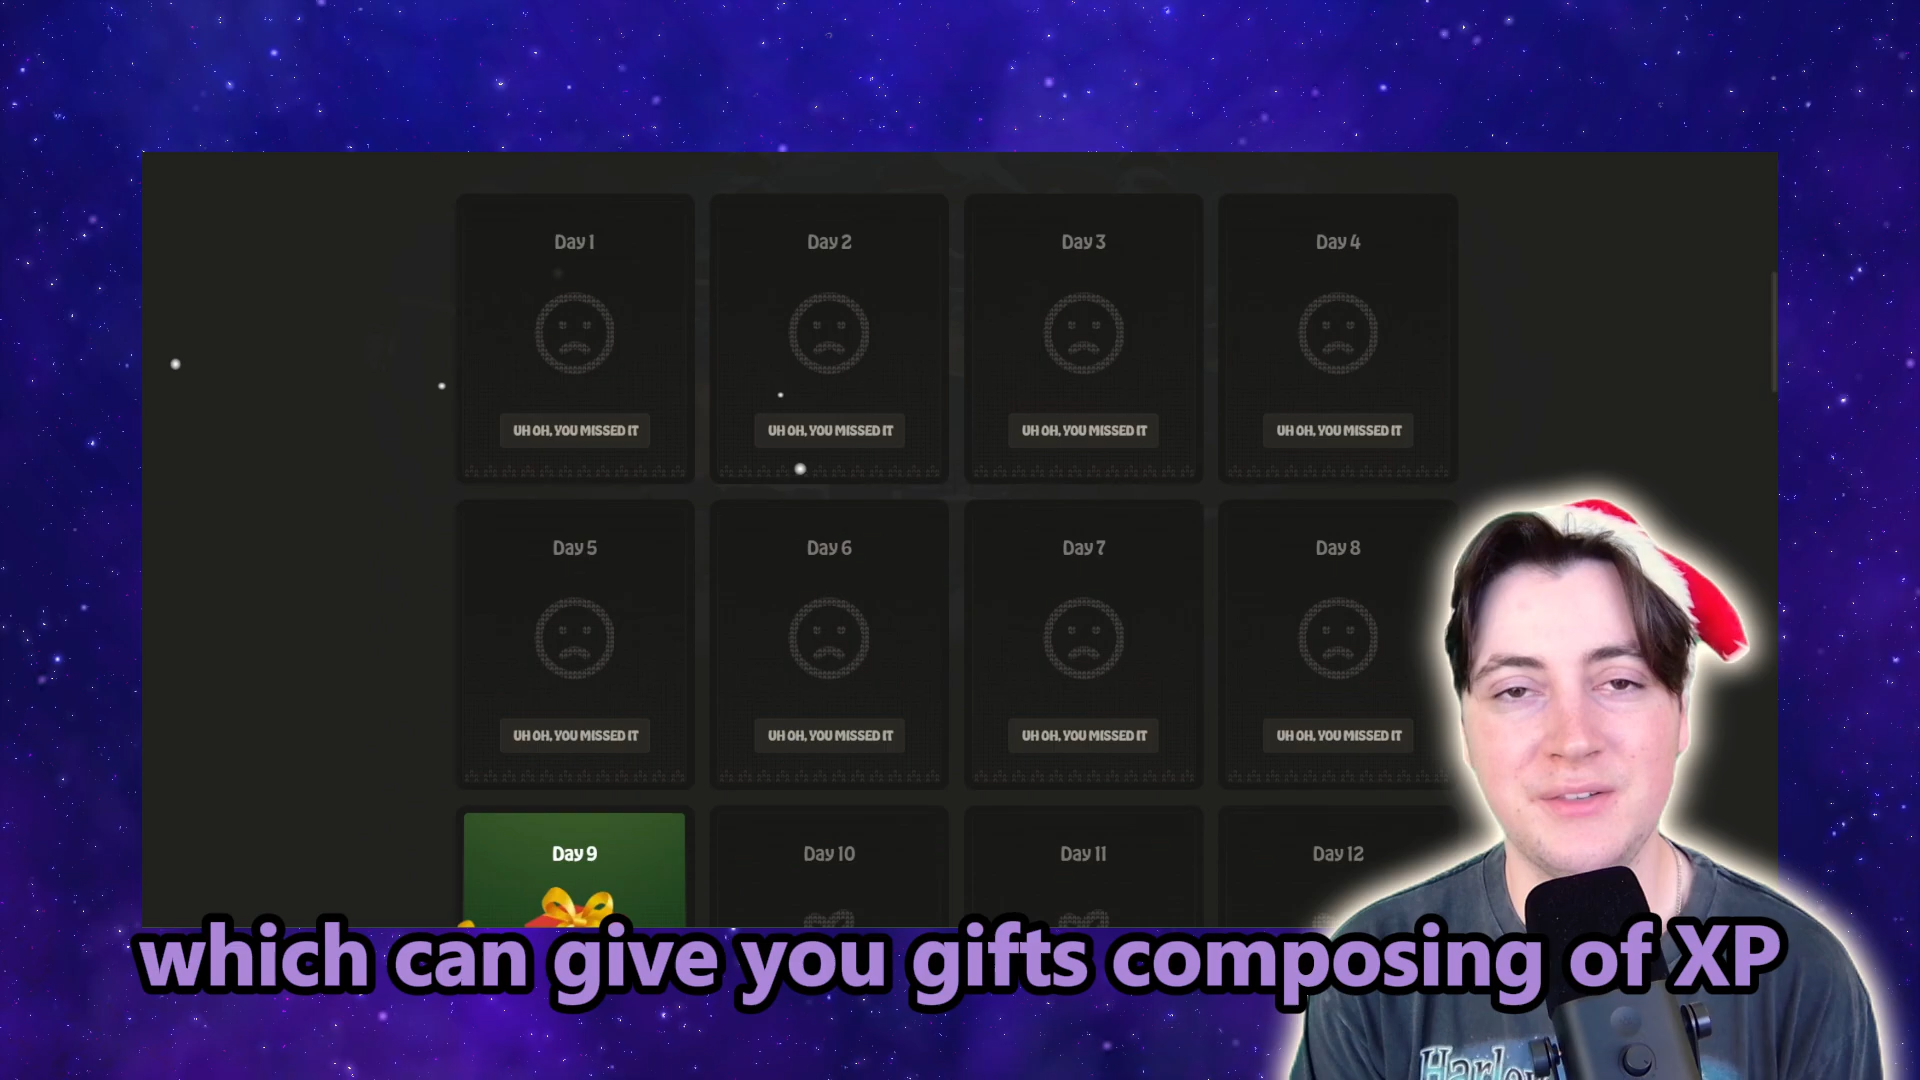 Day 1
Day 2
Day 3
Day 4
UH OH, YOU MISSED IT
UH OH, YOU MISSED IT
UH OH, YOU MISSED IT
UH OH, YOU MISSED IT
Day 5
Day 6
Day 7
Day 8
UH OH, YOU MISSED IT
UH OH, YOU MISSED IT
UH OH, YOU MISSED IT
UH OH, YOU MISSED IT
Day 9
Day 10
Day 11
Day 12
which can give you gifts composing of XP